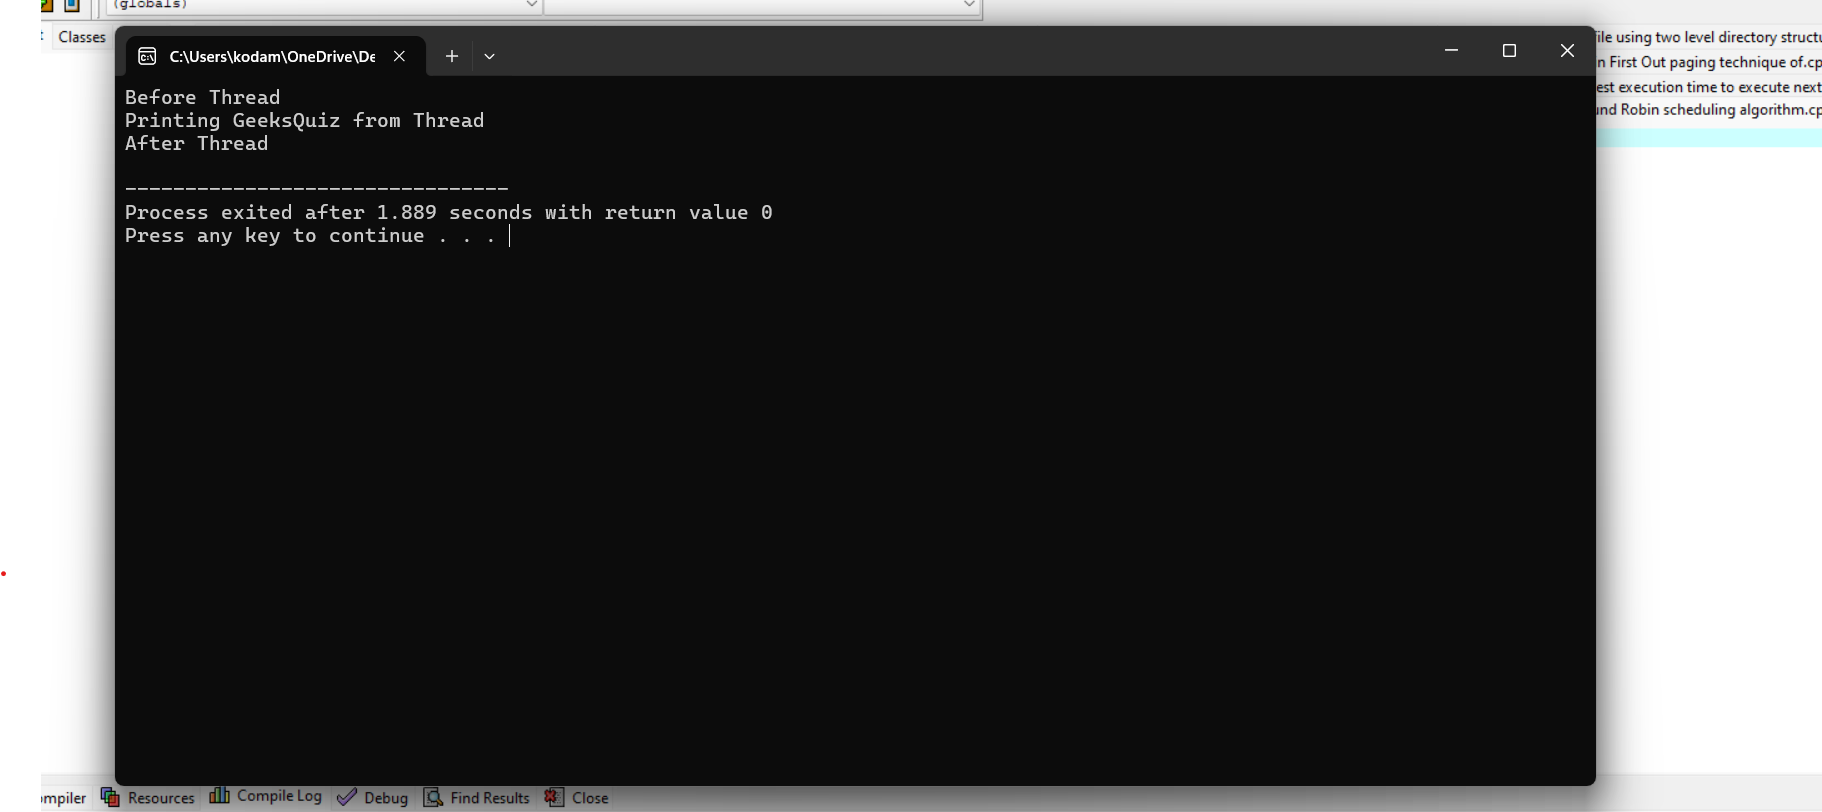 (globals)
Classes
C:\Users\kodam\OneDrive\De
ile using two level directory structu
n First Out paging technique of.cp
est execution time to execute next
und Robin scheduling algorithm.cp
Before Thread
Printing GeeksQuiz from Thread
After Thread
--------------------------------
Process exited after 1.889 seconds with return value 0
Press any key to continue . . .
ompiler Resources Compile Log Debug Find Results Close